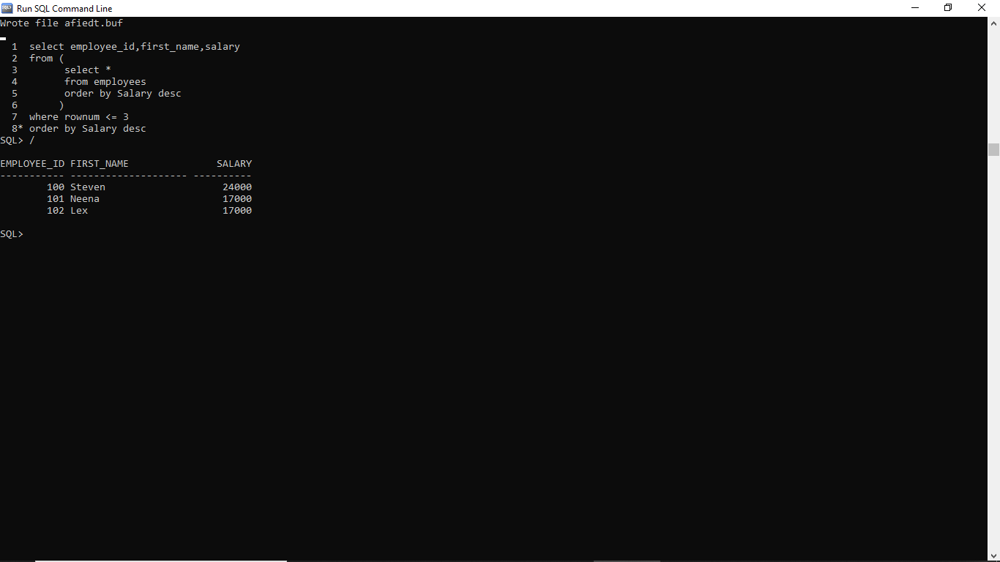 Run SQL Command Line
Wrote file afiedt.buf
  1  select employee_id,first_name,salary
  2  from (
  3        select *
  4        from employees
  5        order by Salary desc
  6       )
  7  where rownum <= 3
  8* order by Salary desc
SQL> /
EMPLOYEE_ID FIRST_NAME               SALARY
----------- -------------------- ----------
        100 Steven                    24000
        101 Neena                     17000
        102 Lex                       17000
SQL>